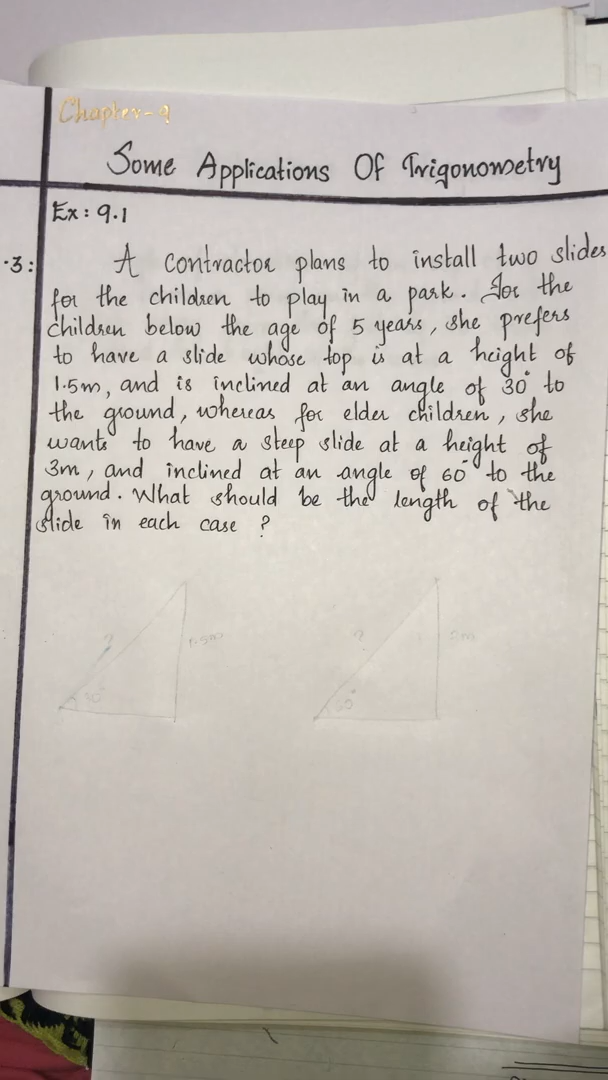 Chapter-9
Some Applications Of Trigonometry
Ex: 9.1
·3: A contractor plans to install two slides
for the children to play in a park. For the
children below the age of 5 years, she prefers
to have a slide whose top is at a height of
1.5m, and is inclined at an angle of 30° to
the ground, whereas for elder children, she
wants to have a steep slide at a height of
3m, and inclined at an angle of 60° to the
ground. What should be the length of the
slide in each case ?
? 1.5m ? 3m
30° 60°